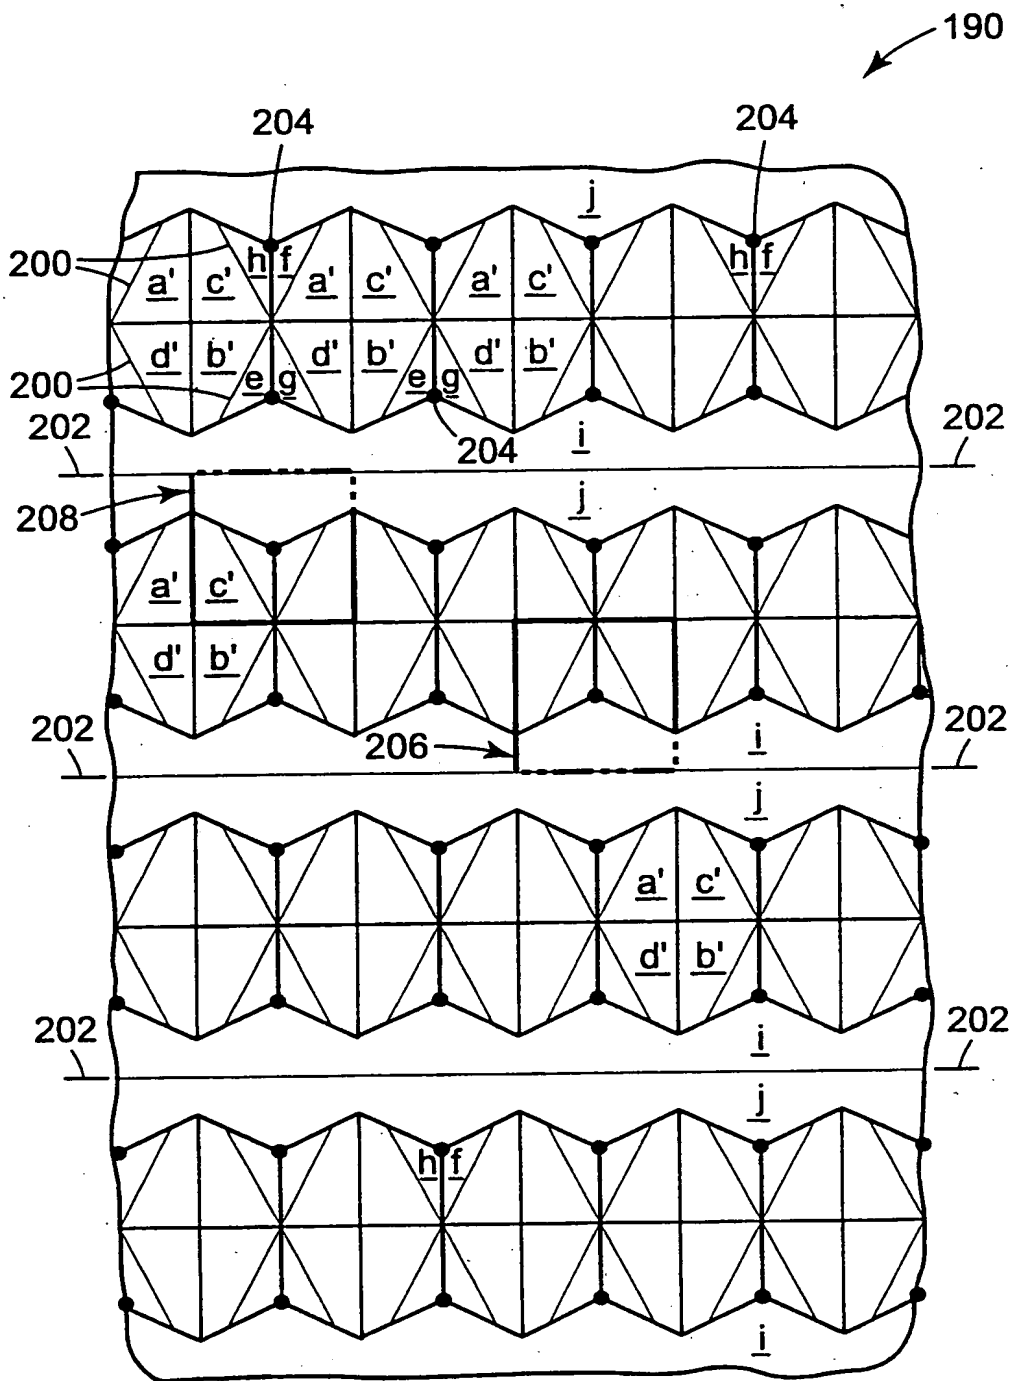 190
204 204
j
200 a' c' h f a' c' a' c' h f
200 d' b' e g d' b' e g d' b'
202 204 i 202
208 j
a' c'
d' b'
202 206 i 202
j
a' c'
d' b'
202 i 202
j
h f
i